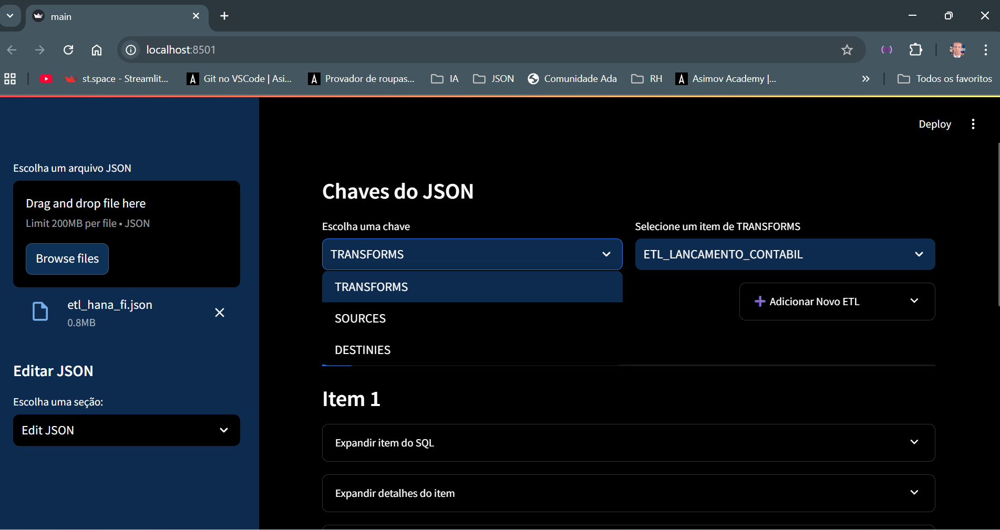 main
localhost:8501
st.space - Streamlit...
Git no VSCode | Asi...
Provador de roupas...
IA
JSON
Comunidade Ada
RH
Asimov Academy |...
Todos os favoritos
Deploy
Escolha um arquivo JSON
Drag and drop file here
Limit 200MB per file • JSON
Browse files
etl_hana_fi.json
0.8MB
Editar JSON
Escolha uma seção:
Edit JSON
Chaves do JSON
Escolha uma chave
TRANSFORMS
TRANSFORMS
SOURCES
DESTINIES
Selecione um item de TRANSFORMS
ETL_LANCAMENTO_CONTABIL
➕ Adicionar Novo ETL
Item 1
Expandir item do SQL
Expandir detalhes do item